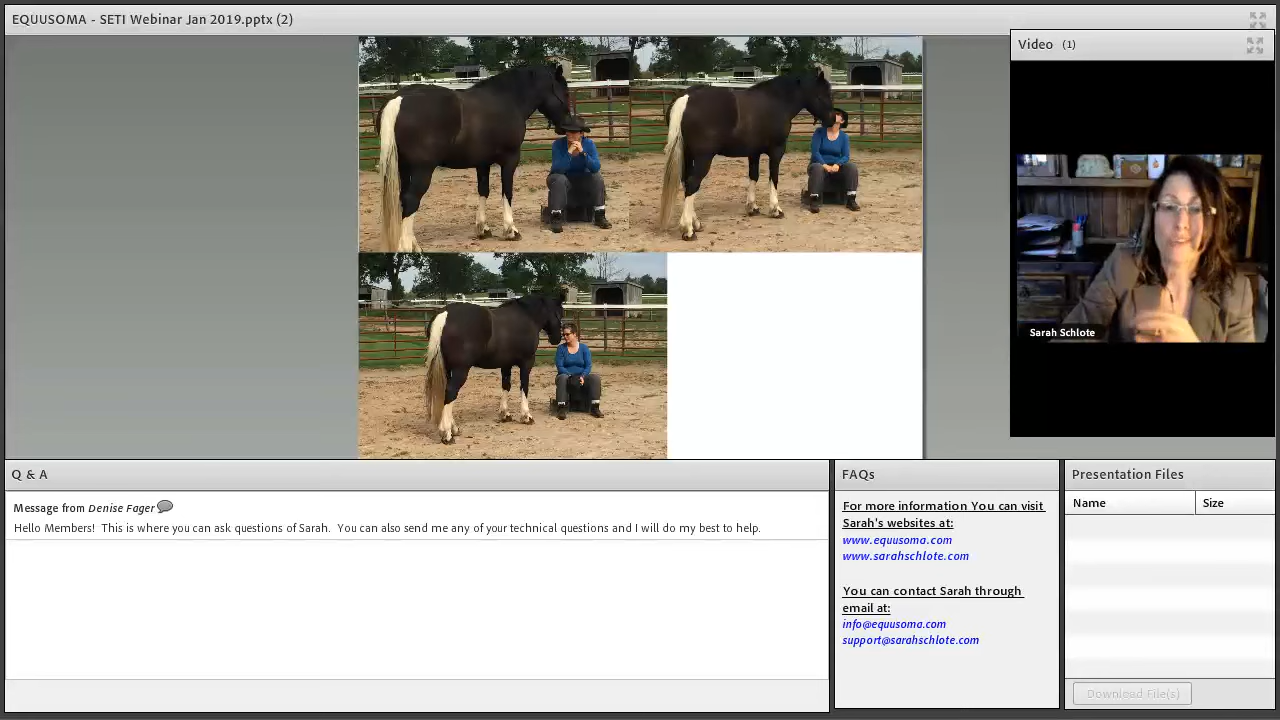 EQUUSOMA - SETI Webinar Jan 2019.pptx (2)
Video (1)
Sarah Schlote
Q & A
Message from Denise Fager
Hello Members! This is where you can ask questions of Sarah. You can also send me any of your technical questions and I will do my best to help.
FAQs
For more information You can visit
Sarah's websites at:
www.equusoma.com
www.sarahschlote.com
You can contact Sarah through
email at:
info@equusoma.com
support@sarahschlote.com
Presentation Files
Name Size
Download File(s)